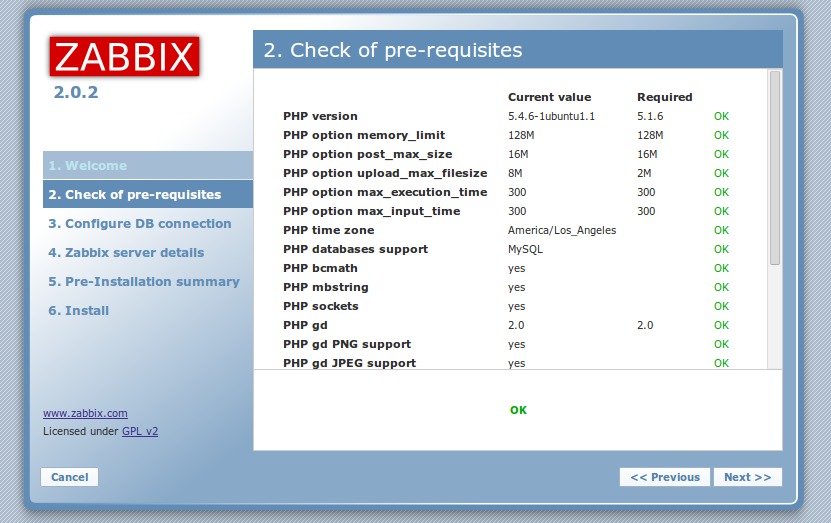 ZABBIX
2.0.2
1. Welcome
2. Check of pre-requisites
3. Configure DB connection
4. Zabbix server details
5. Pre-Installation summary
6. Install
www.zabbix.com
Licensed under GPL v2
2. Check of pre-requisites
Current value Required
PHP version 5.4.6-1ubuntu1.1 5.1.6 OK
PHP option memory_limit 128M 128M OK
PHP option post_max_size 16M 16M OK
PHP option upload_max_filesize 8M 2M OK
PHP option max_execution_time 300 300 OK
PHP option max_input_time 300 300 OK
PHP time zone America/Los_Angeles OK
PHP databases support MySQL OK
PHP bcmath yes OK
PHP mbstring yes OK
PHP sockets yes OK
PHP gd 2.0 2.0 OK
PHP gd PNG support yes OK
PHP gd JPEG support yes OK
OK
Cancel << Previous Next >>